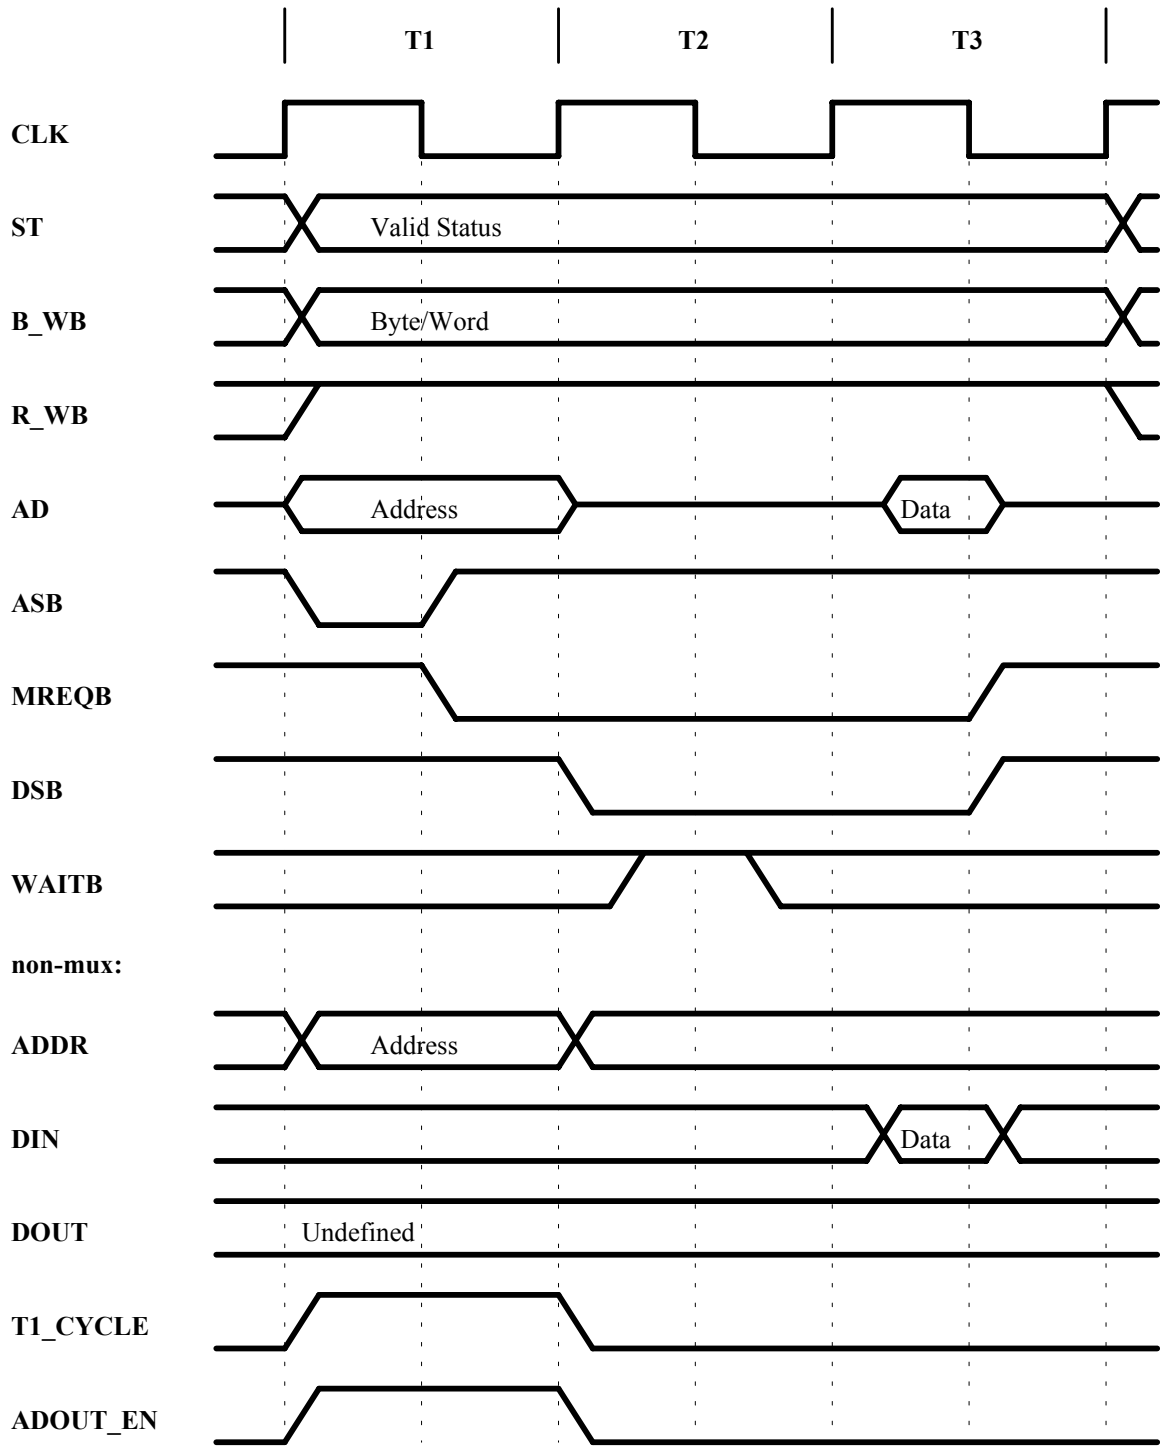 T1 T2 T3
CLK
ST Valid Status
B_WB Byte/Word
R_WB
AD Address Data
ASB
MREQB
DSB
WAITB
non-mux:
ADDR Address
DIN Data
DOUT Undefined
T1_CYCLE
ADOUT_EN